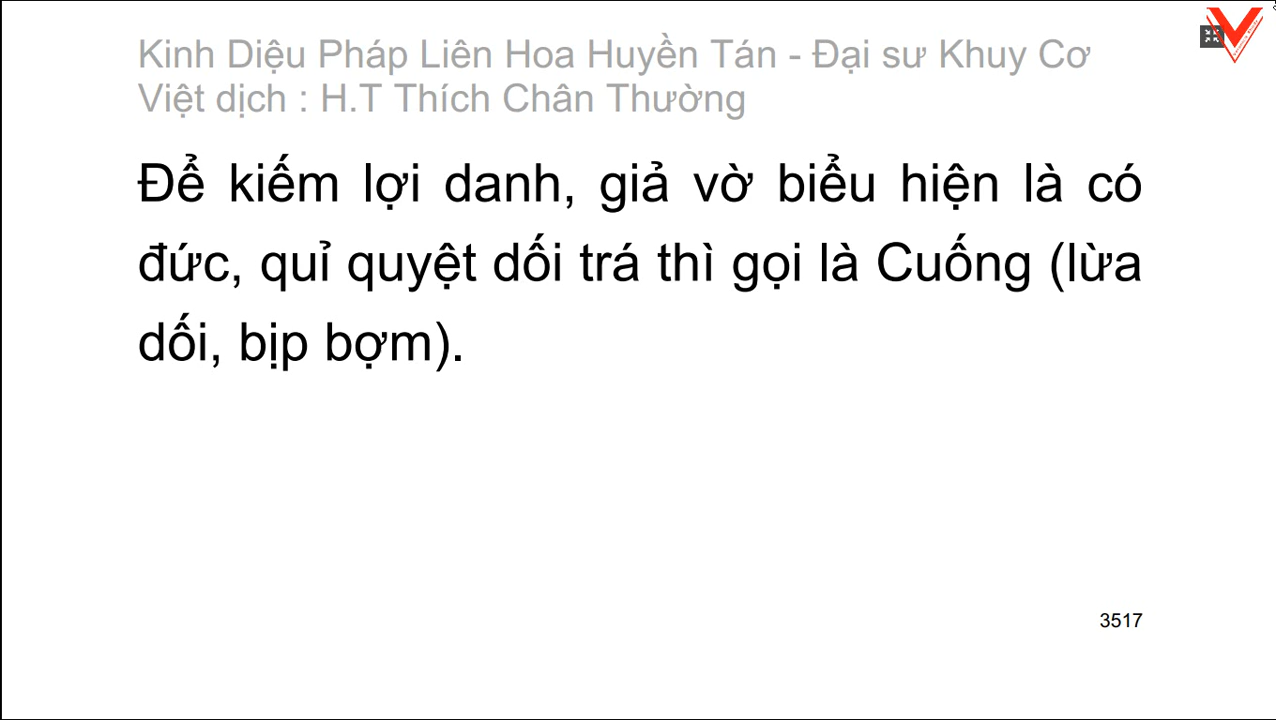 Kinh Diệu Pháp Liên Hoa Huyền Tán - Đại sư Khuy Cơ
Việt dịch : H.T Thích Chân Thường
Để kiếm lợi danh, giả vờ biểu hiện là có
đức, quỉ quyệt dối trá thì gọi là Cuống (lừa
dối, bịp bợm).
3517